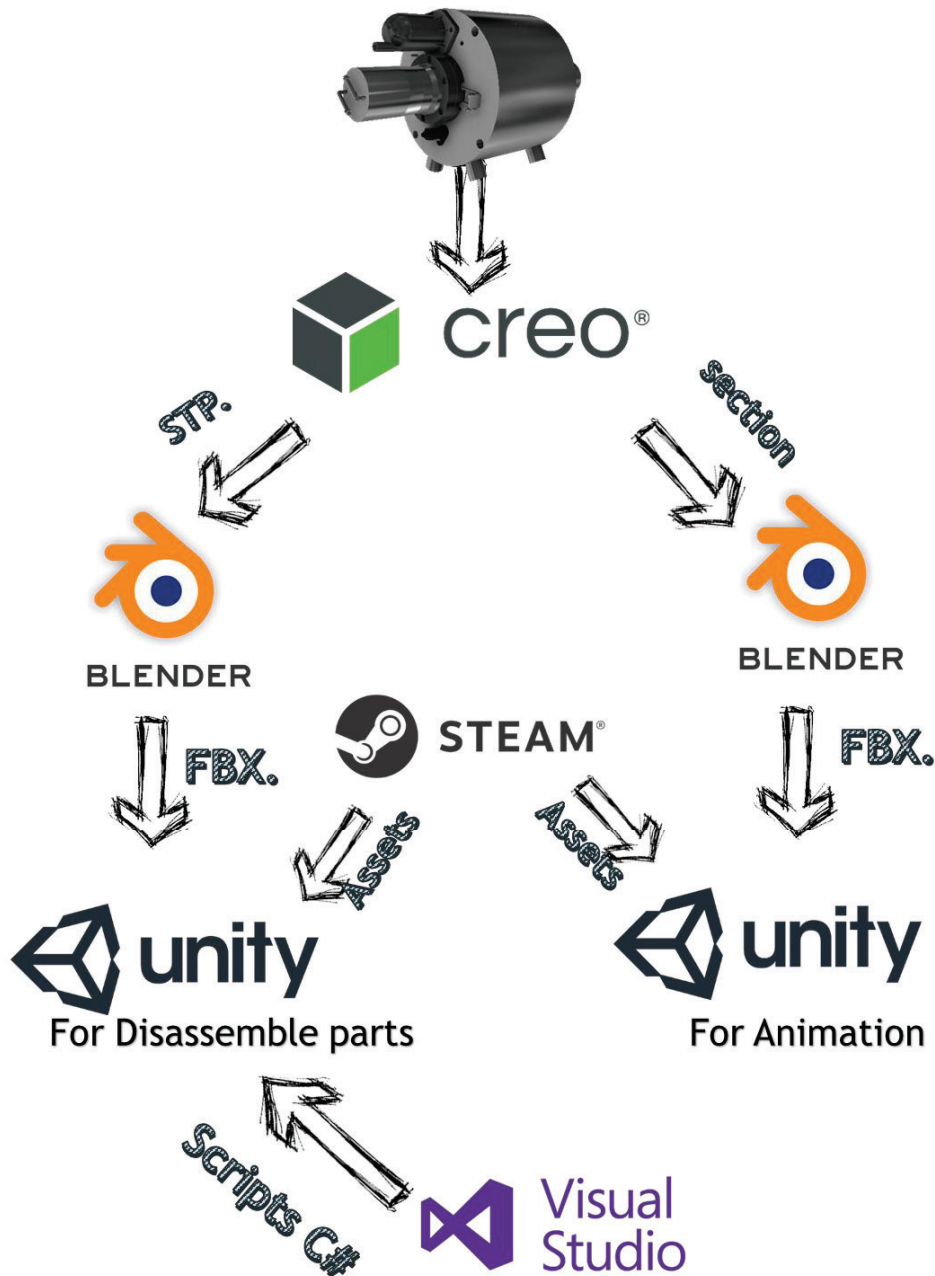 creo®
STP.
section
BLENDER
BLENDER
STEAM®
FBX.
FBX.
Assets
Assets
unity
unity
For Disassemble parts
For Animation
Scripts C#
Visual
Studio